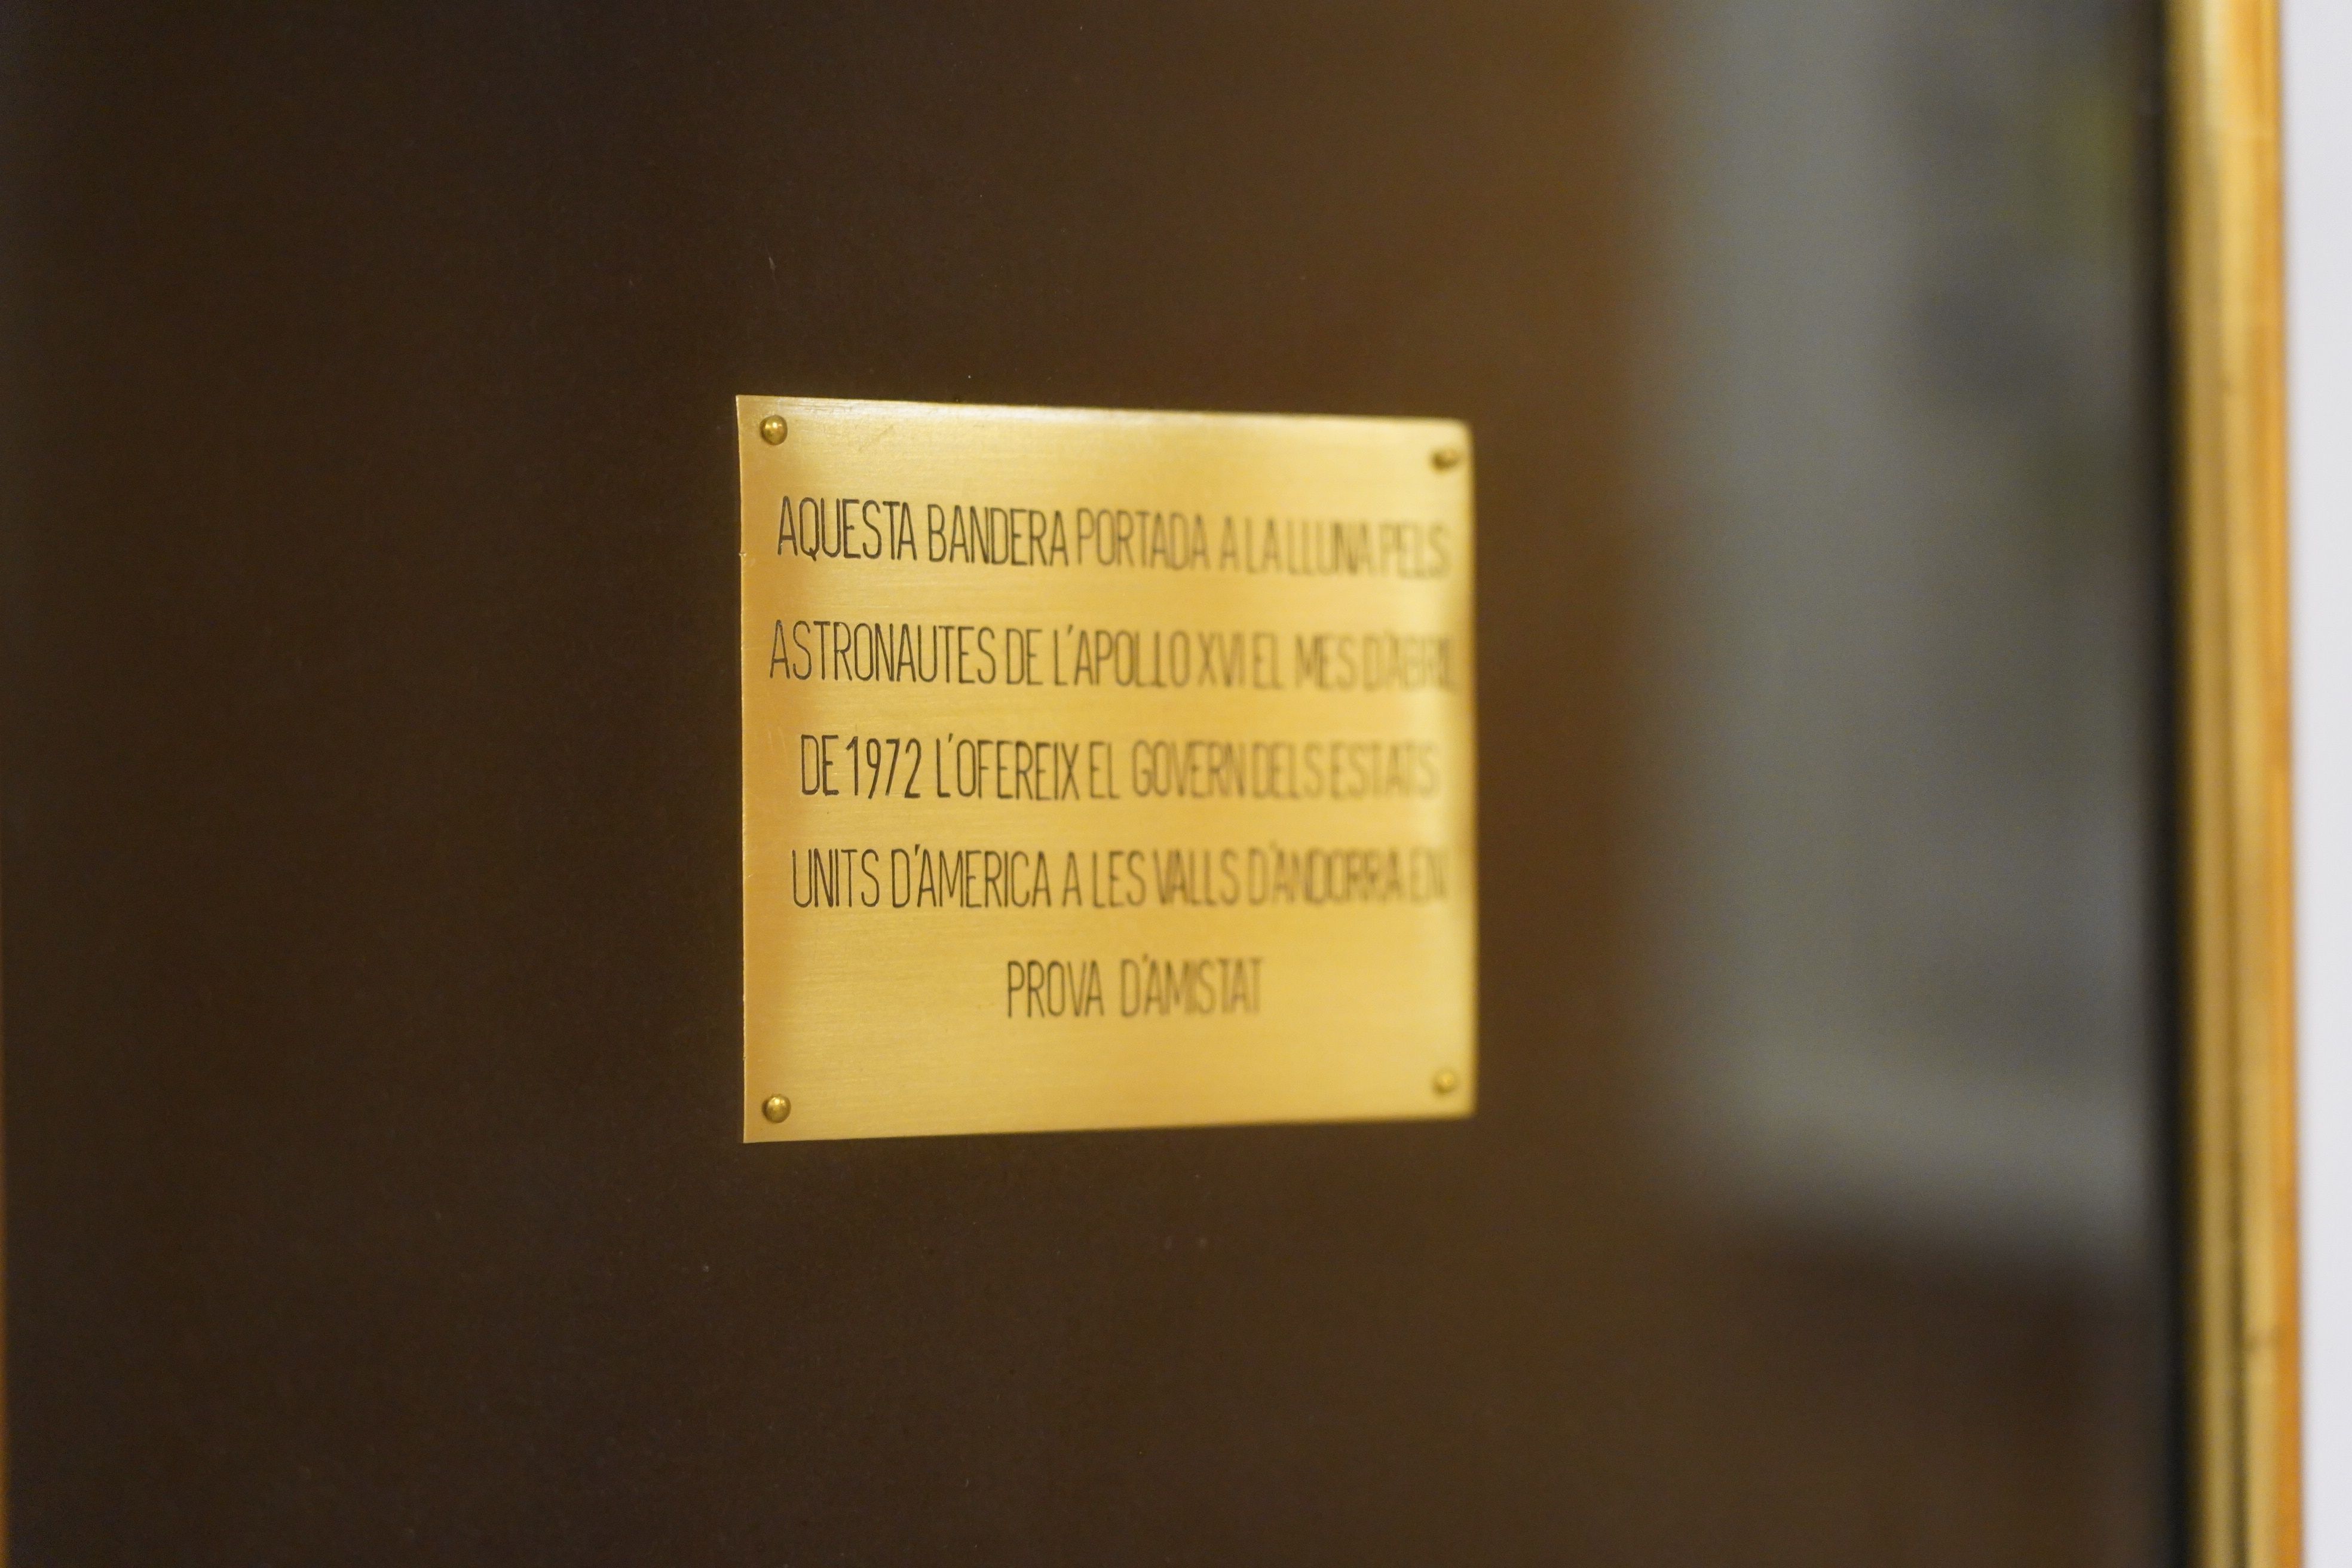 AQUESTA BANDERA PORTADA A LA LLUNA PELS
ASTRONAUTES DE L'APOLLO XVI EL MES D'ABRIL
DE 1972 L'OFEREIX EL GOVERN DELS ESTATS
UNITS D'AMERICA A LES VALLS D'ANDORRA EN
PROVA D'AMISTAT